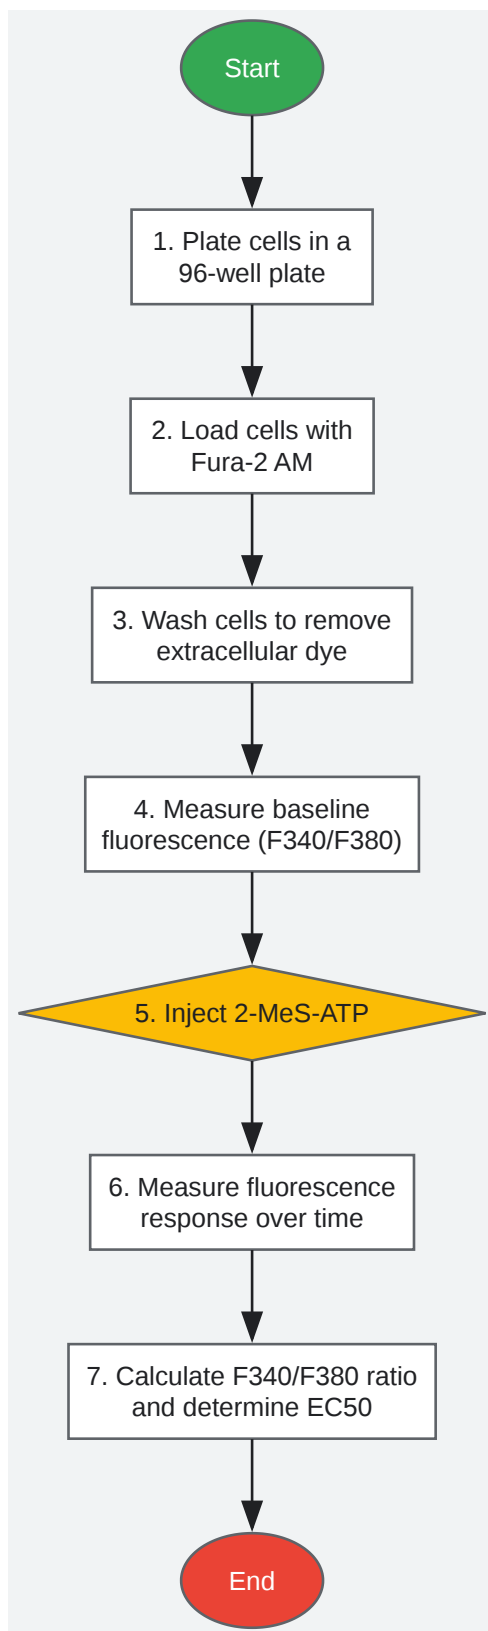 Start
1. Plate cells in a
96-well plate
2. Load cells with
Fura-2 AM
3. Wash cells to remove
extracellular dye
4. Measure baseline
fluorescence (F340/F380)
5. Inject 2-MeS-ATP
6. Measure fluorescence
response over time
7. Calculate F340/F380 ratio
and determine EC50
End